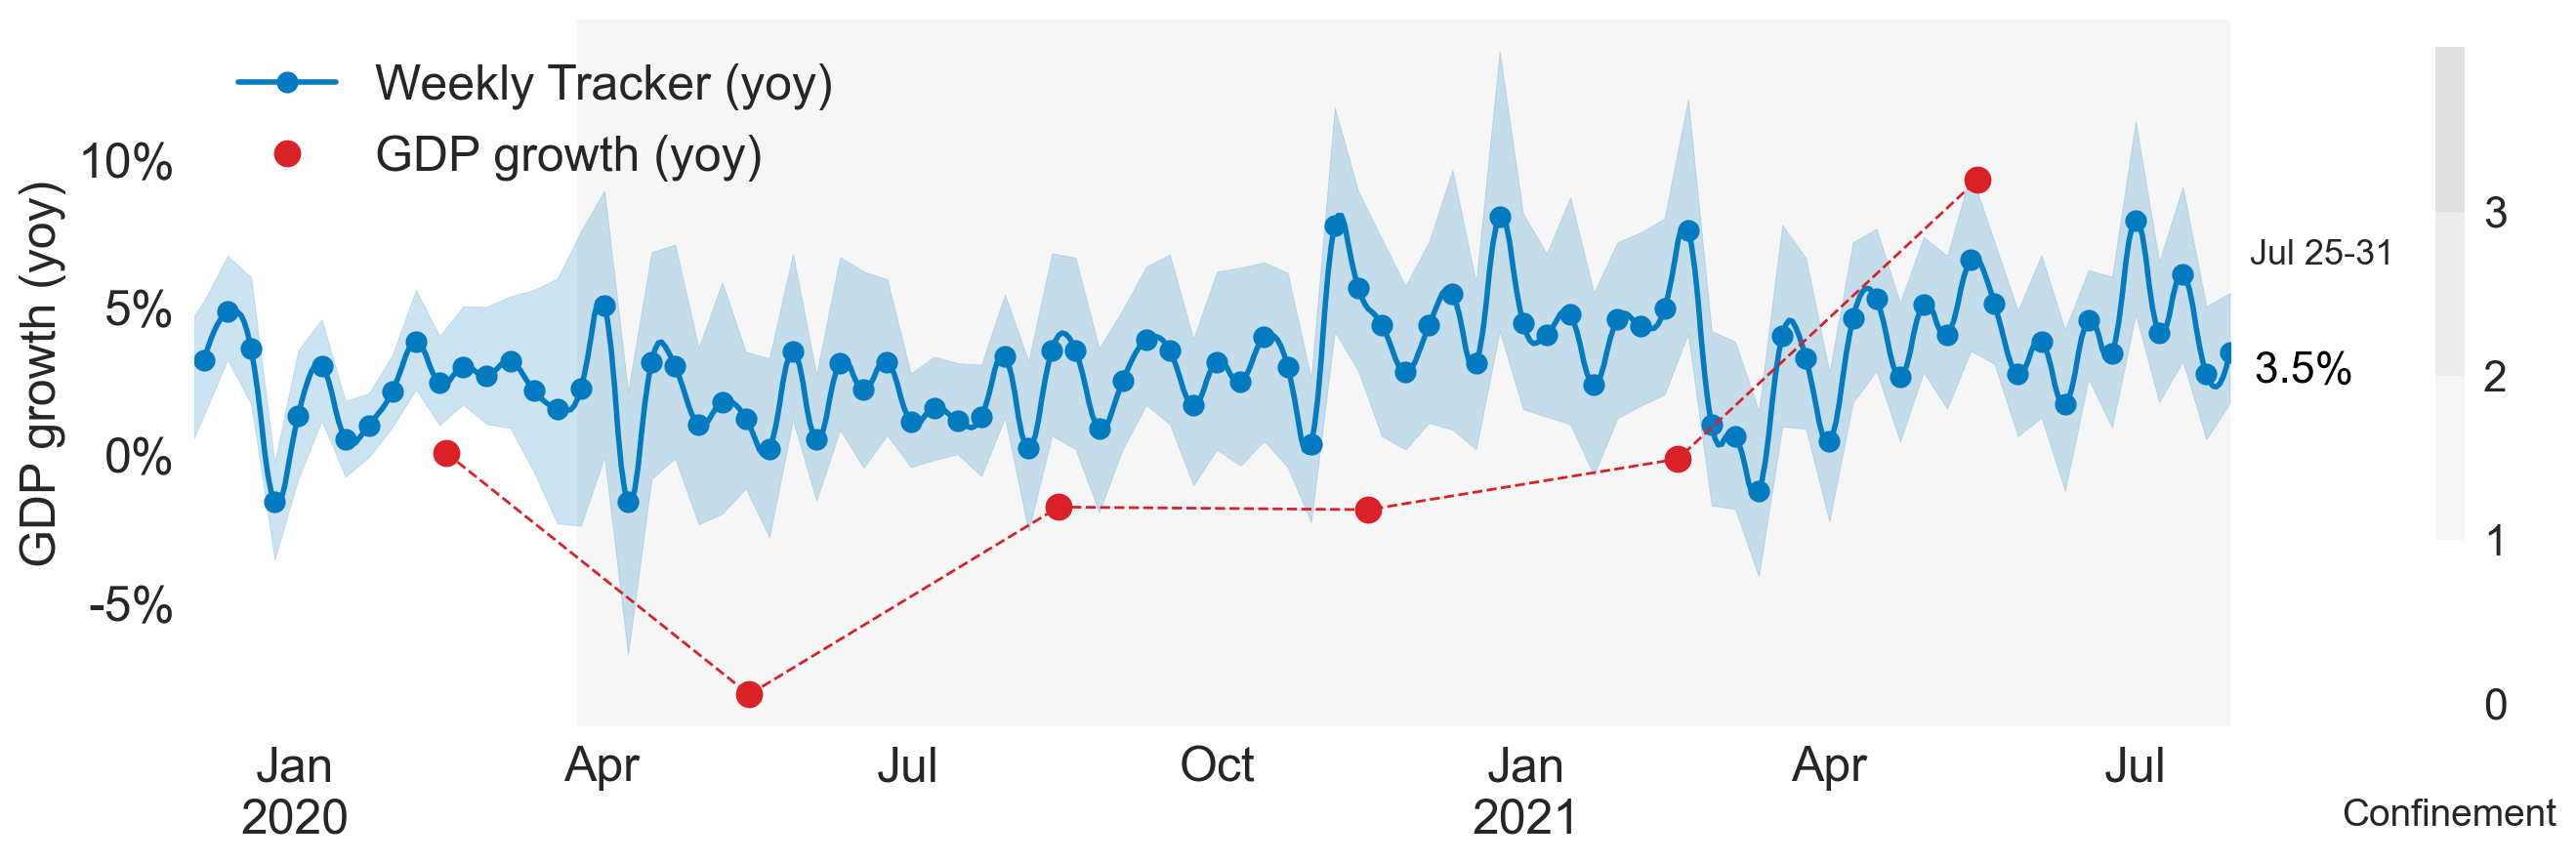 Weekly Tracker (yoy)
GDP growth (yoy)
GDP growth (yoy)
10%
5%
0%
-5%
Jan
2020
Apr
Jul
Oct
Jan
2021
Apr
Jul
Jul 25-31
3.5%
3
2
1
0
Confinement